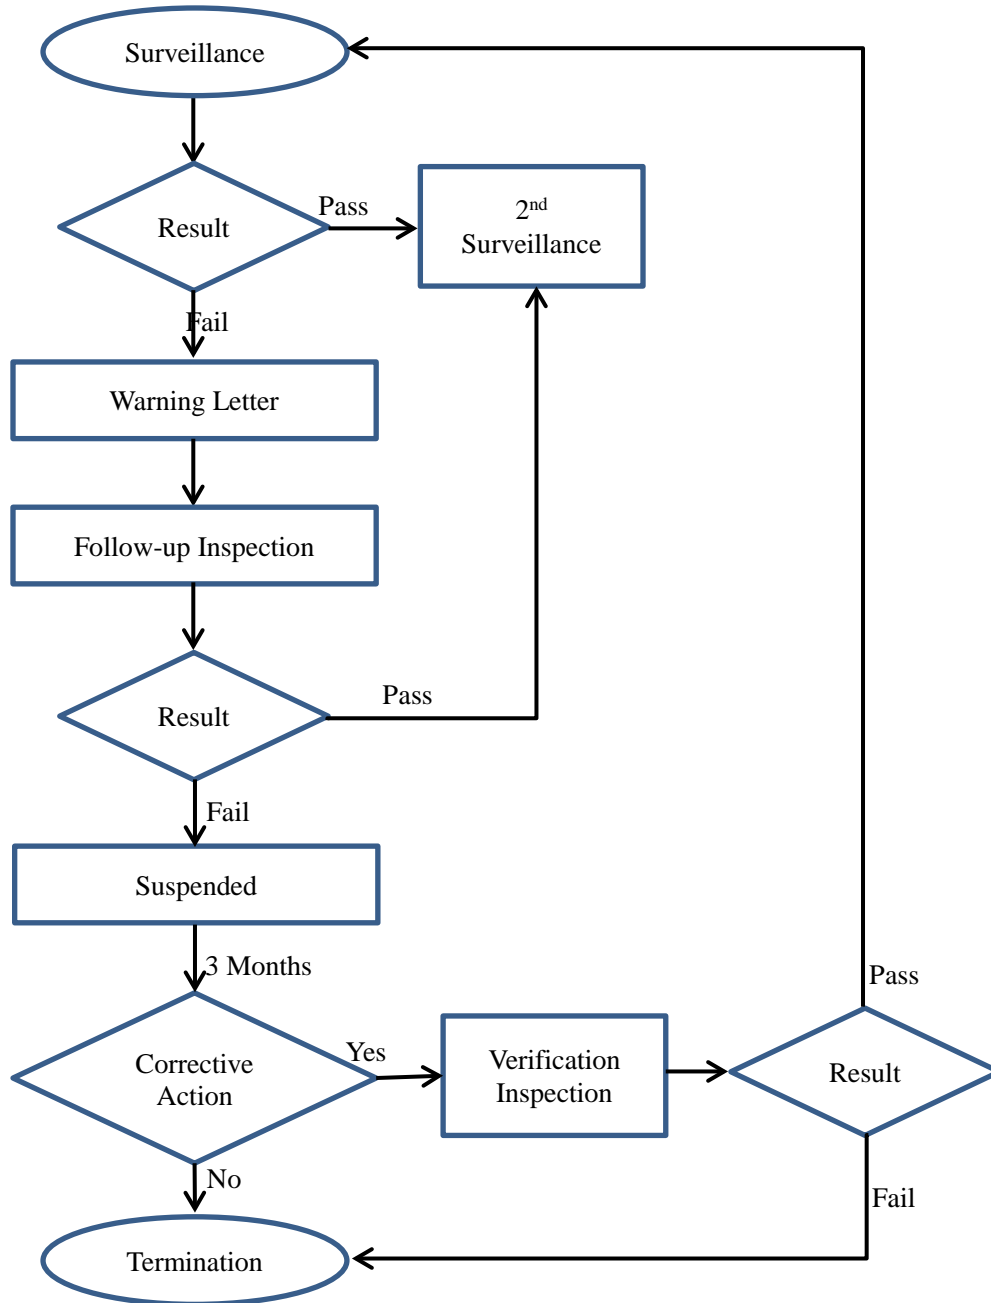 Surveillance
Result
Pass
2nd
Surveillance
Fail
Warning Letter
Follow-up Inspection
Result
Pass
Fail
Suspended
3 Months
Corrective
Action
Yes
Verification
Inspection
Result
Pass
No
Fail
Termination